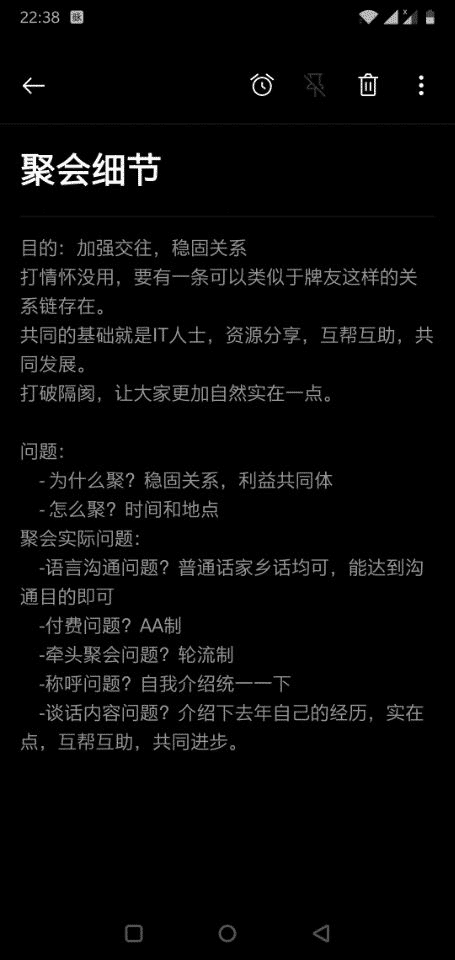 22:38
聚会细节
目的：加强交往，稳固关系
打情怀没用，要有一条可以类似于牌友这样的关
系链存在。
共同的基础就是IT人士，资源分享，互帮互助，共
同发展。
打破隔阂，让大家更加自然实在一点。
问题：
- 为什么聚？稳固关系，利益共同体
- 怎么聚？时间和地点
聚会实际问题：
-语言沟通问题？普通话家乡话均可，能达到沟
通目的即可
-付费问题？AA制
-牵头聚会问题？轮流制
-称呼问题？自我介绍统一一下
-谈话内容问题？介绍下去年自己的经历，实在
点，互帮互助，共同进步。